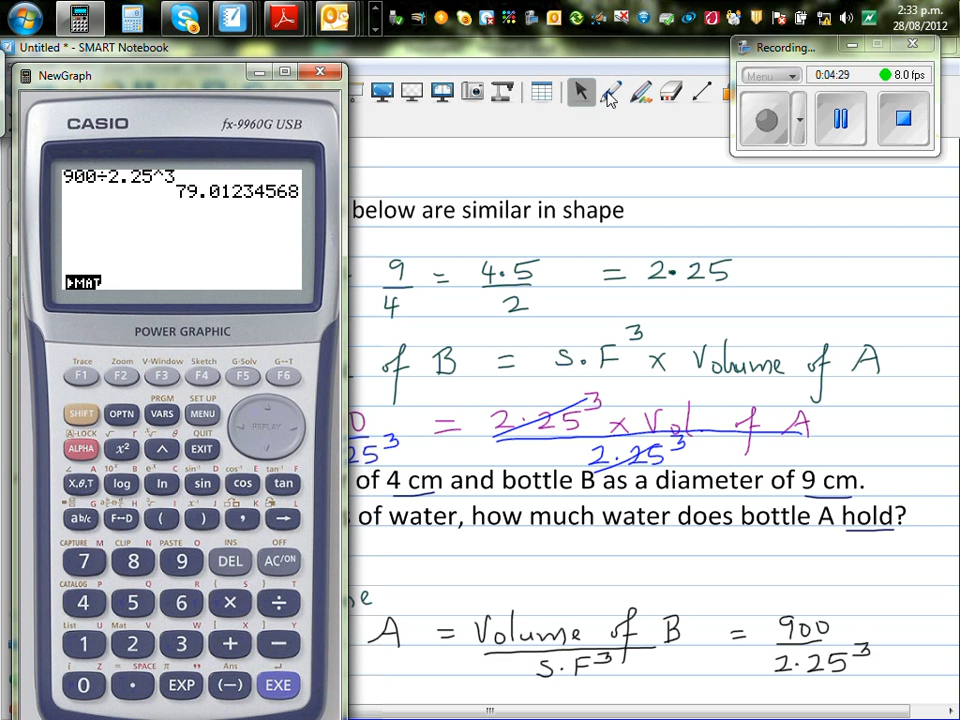 2:33 p.m.
28/08/2012
Untitled * - SMART Notebook
Recording...
NewGraph
Menu
0:04:29
8.0 fps
CASIO
fx-9960G USB
900÷2.25^3
79.01234568
▶MAT
below are similar in shape
9/4 = 4.5/2 = 2.25
of B = S.F³ x Volume of A
0/25³ = 2.25³ x Vol of A / 2.25³
of 4 cm and bottle B as a diameter of 9 cm.
of water, how much water does bottle A hold?
A = Volume of B / S.F³ = 900 / 2.25³
POWER GRAPHIC
Trace Zoom V-Window Sketch G-Solv G↔T
F1 F2 F3 F4 F5 F6
PRGM SET UP
SHIFT OPTN VARS MENU
REPLAY
A-LOCK QUIT
ALPHA x² ^ EXIT
X,θ,T log ln sin cos tan
a b/c F↔D ( ) , →
CAPTURE M CLIP N PASTE O INS OFF
7 8 9 DEL AC/ON
CATALOG P Q R S T
4 5 6 × ÷
List U Mat V W X Y
1 2 3 + −
Z SPACE " Ans
0 . EXP (−) EXE